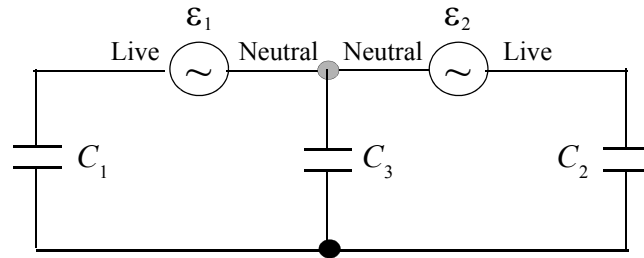 ε₁ ε₂
Live Neutral Neutral Live
~ ~
C₁ C₃ C₂